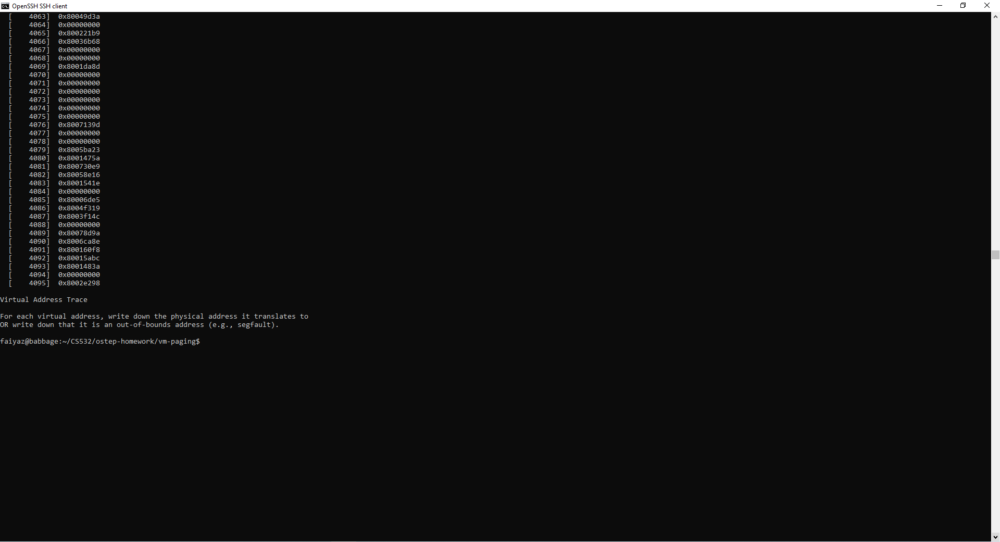 OpenSSH SSH client
[    4063]  0x80049d3a
[    4064]  0x00000000
[    4065]  0x800221b9
[    4066]  0x80036b68
[    4067]  0x00000000
[    4068]  0x00000000
[    4069]  0x8001da8d
[    4070]  0x00000000
[    4071]  0x00000000
[    4072]  0x00000000
[    4073]  0x00000000
[    4074]  0x00000000
[    4075]  0x00000000
[    4076]  0x8007139d
[    4077]  0x00000000
[    4078]  0x00000000
[    4079]  0x8005ba23
[    4080]  0x8001475a
[    4081]  0x800730e9
[    4082]  0x80058e16
[    4083]  0x8001541e
[    4084]  0x00000000
[    4085]  0x80006de5
[    4086]  0x8004f319
[    4087]  0x8003f14c
[    4088]  0x00000000
[    4089]  0x80078d9a
[    4090]  0x8006ca8e
[    4091]  0x800160f8
[    4092]  0x80015abc
[    4093]  0x8001483a
[    4094]  0x00000000
[    4095]  0x8002e298
Virtual Address Trace
For each virtual address, write down the physical address it translates to
OR write down that it is an out-of-bounds address (e.g., segfault).
faiyaz@babbage:~/CS532/ostep-homework/vm-paging$